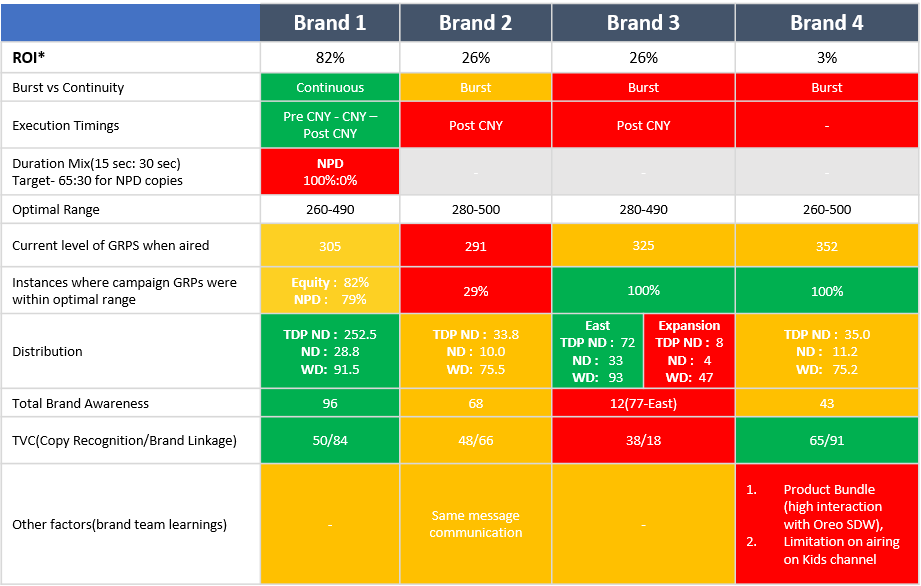 Brand 1 Brand 2 Brand 3 Brand 4
ROI* 82% 26% 26% 3%
Burst vs Continuity Continuous Burst Burst Burst
Execution Timings Pre CNY - CNY – Post CNY Post CNY -
Post CNY
Duration Mix(15 sec: 30 sec) NPD - - -
Target- 65:30 for NPD copies 100%:0%
Optimal Range 260-490 280-500 280-490 260-500
Current level of GRPS when aired 305 291 325 352
Instances where campaign GRPs were Equity : 82% 29% 100% 100%
within optimal range NPD : 79%
East Expansion
TDP ND : 252.5 TDP ND : 33.8 TDP ND : 72 TDP ND : 8 TDP ND : 35.0
Distribution ND : 28.8 ND : 10.0 ND : 33 ND : 4 ND : 11.2
WD: 91.5 WD: 75.5 WD: 93 WD: 47 WD: 75.2
Total Brand Awareness 96 68 12(77-East) 43
TVC(Copy Recognition/Brand Linkage) 50/84 48/66 38/18 65/91
Other factors(brand team learnings) - Same message - 1. Product Bundle
communication (high interaction
with Oreo SDW),
2. Limitation on airing
on Kids channel